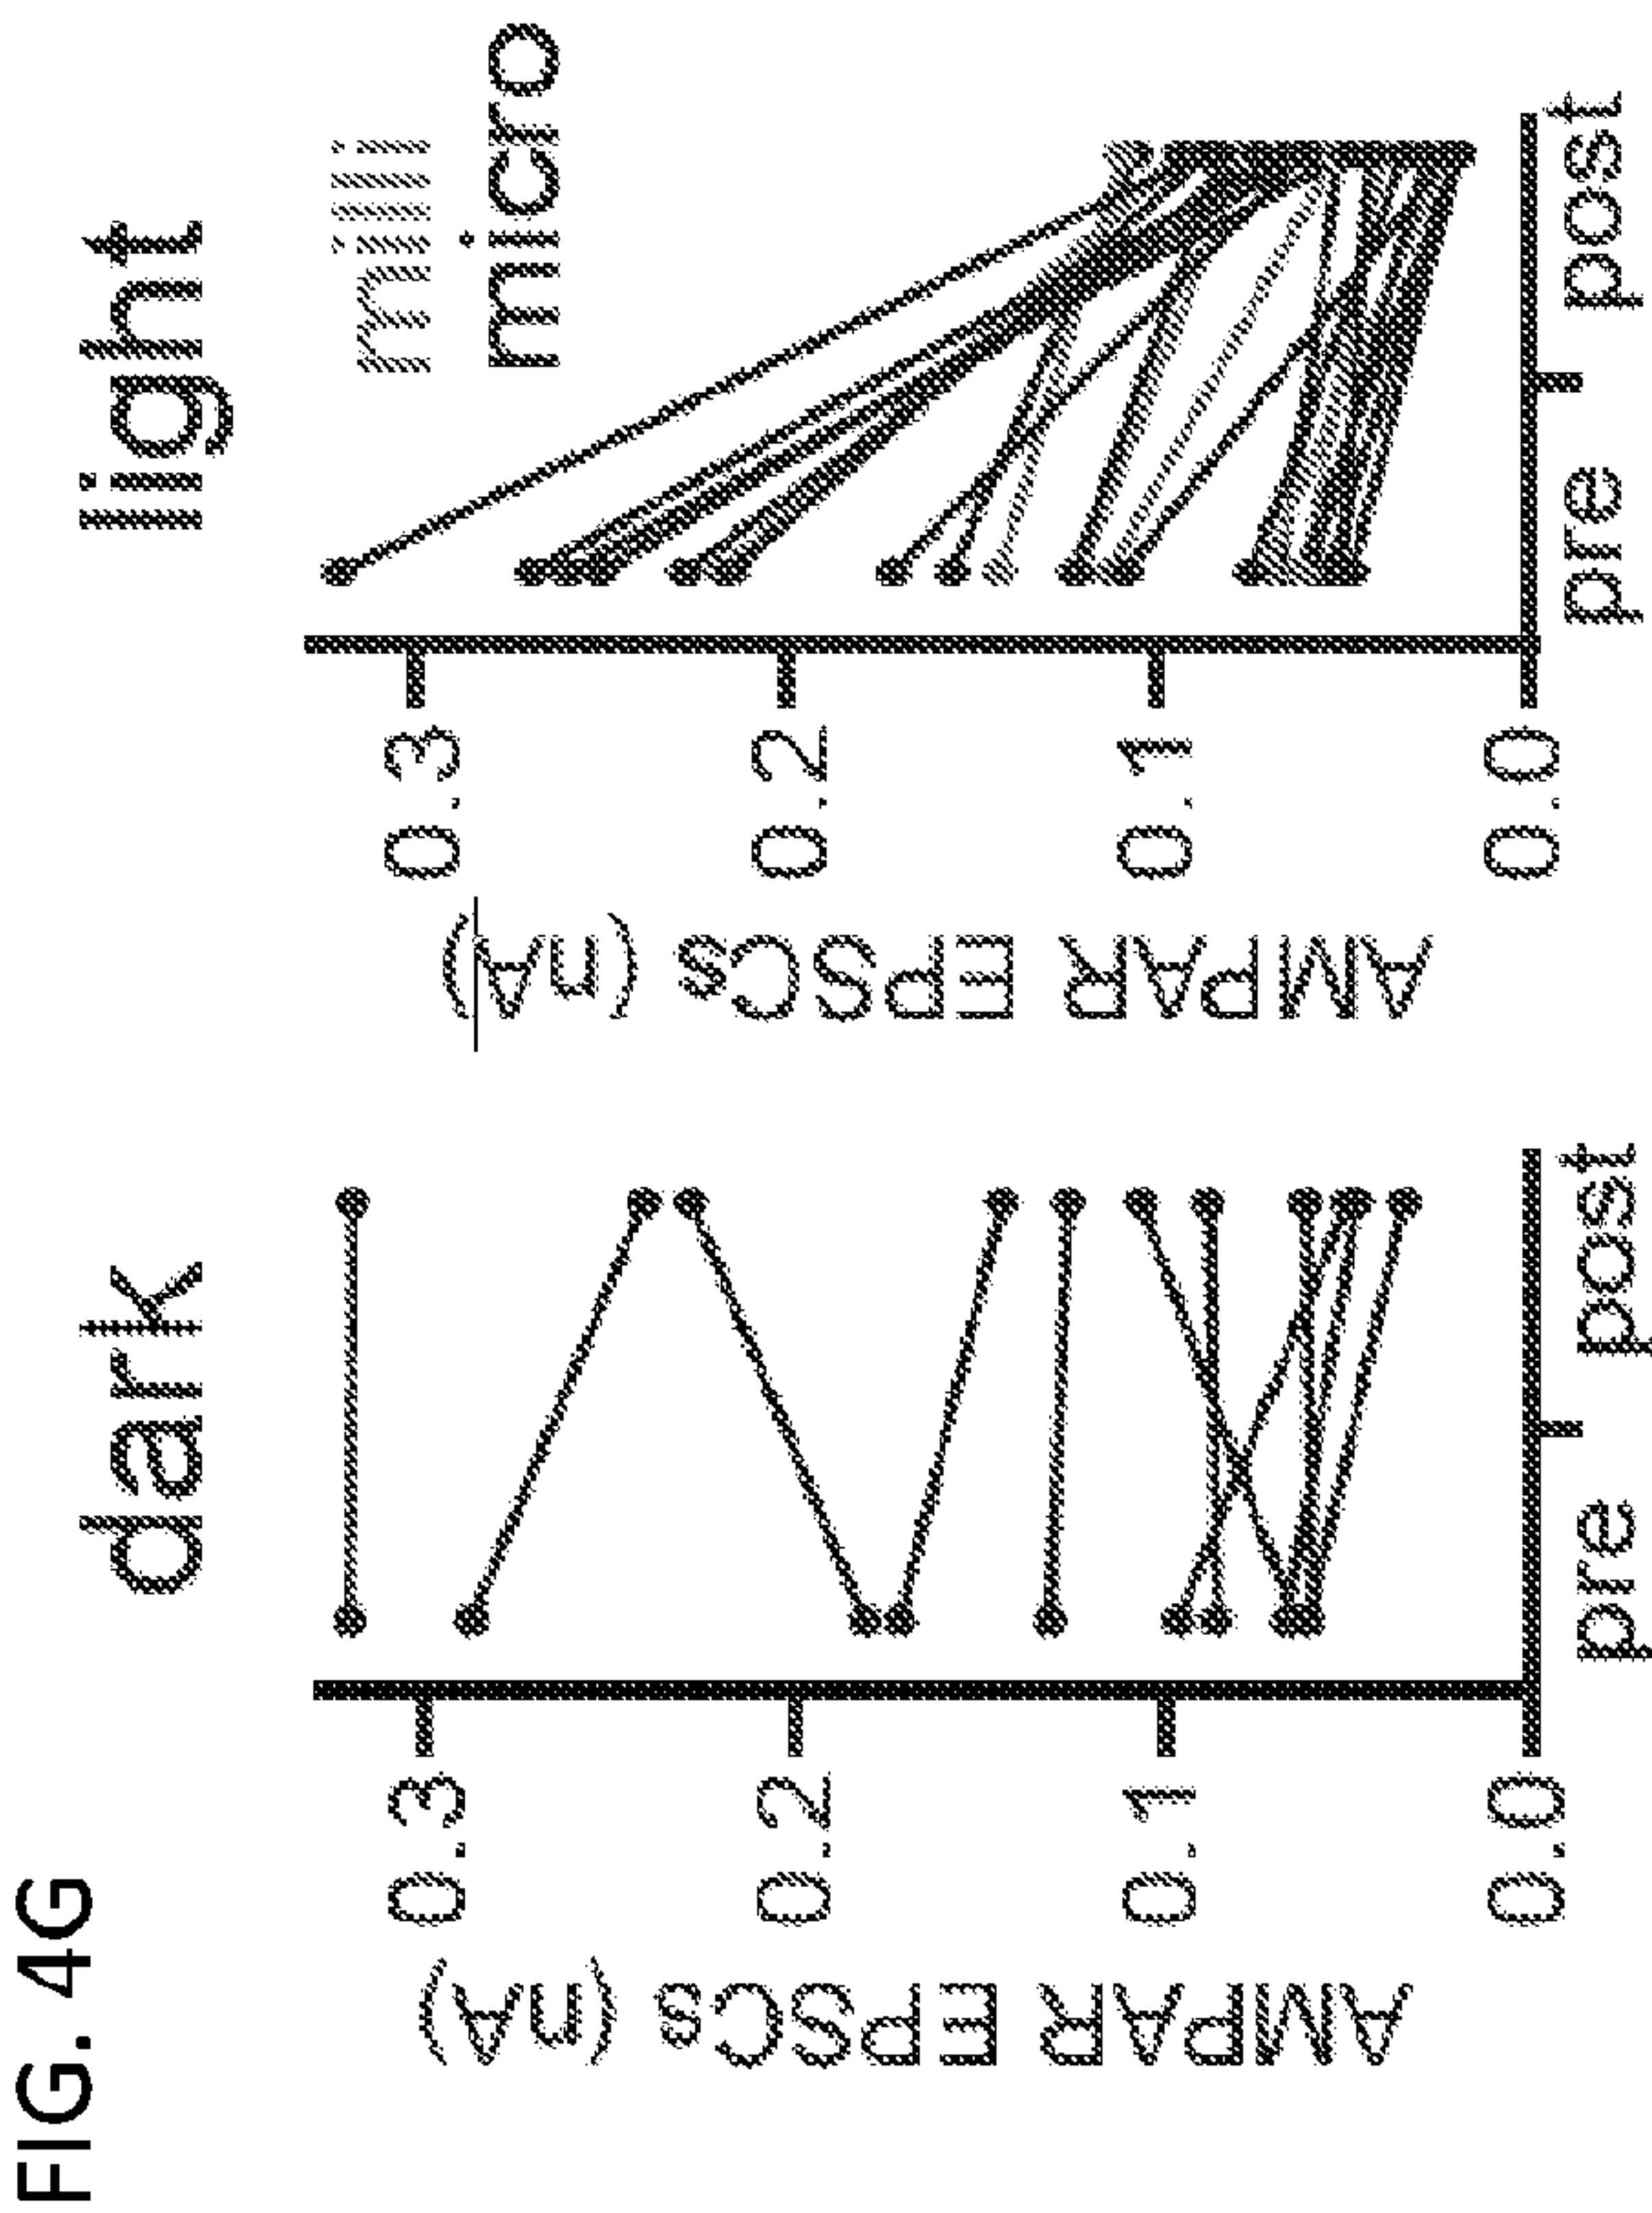 FIG. 4G
dark
AMPAR EPSCs (nA)
0.3
0.2
0.1
0.0
pre post
light
milli
micro
AMPAR EPSCs (nA)
0.3
0.2
0.1
0.0
pre post